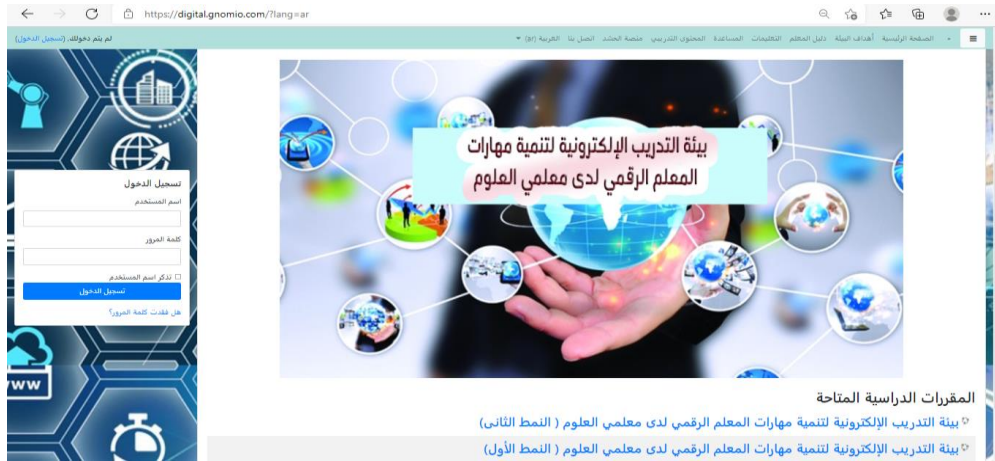 https://digital.gnomio.com/?lang=ar
الصفحة الرئيسية أهداف البيئة دليل المعلم التعليمات المساعدة المحتوى التدريبي منصة الحشد اتصل بنا العربية (ar)
لم يتم دخولك. (تسجيل الدخول)
بيئة التدريب الإلكترونية لتنمية مهارات
المعلم الرقمي لدى معلمي العلوم
تسجيل الدخول
اسم المستخدم
كلمة المرور
تذكر اسم المستخدم
تسجيل الدخول
هل فقدت كلمة المرور؟
WWW
المقررات الدراسية المتاحة
بيئة التدريب الإلكترونية لتنمية مهارات المعلم الرقمي لدى معلمي العلوم ( النمط الثانى)
بيئة التدريب الإلكترونية لتنمية مهارات المعلم الرقمي لدى معلمي العلوم ( النمط الأول)